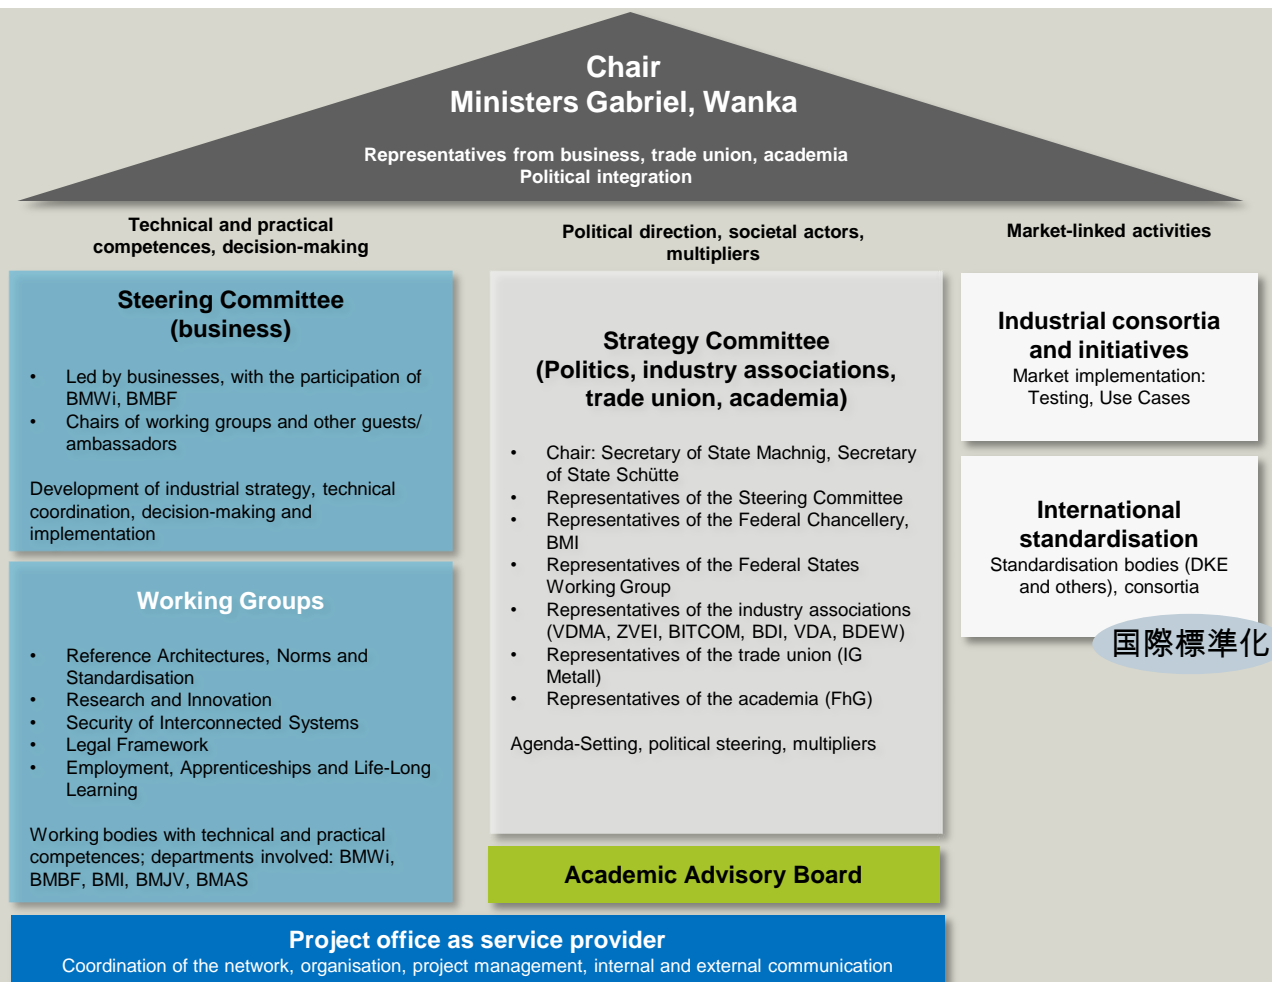 Chair
Ministers Gabriel, Wanka
Representatives from business, trade union, academia
Political integration
Technical and practical
competences, decision-making
Steering Committee
(business)
• Led by businesses, with the participation of
BMWi, BMBF
• Chairs of working groups and other guests/
ambassadors
Development of industrial strategy, technical
coordination, decision-making and
implementation
Working Groups
• Reference Architectures, Norms and
Standardisation
• Research and Innovation
• Security of Interconnected Systems
• Legal Framework
• Employment, Apprenticeships and Life-Long
Learning
Working bodies with technical and practical
competences; departments involved: BMWi,
BMBF, BMI, BMJV, BMAS
Political direction, societal actors,
multipliers
Strategy Committee
(Politics, industry associations,
trade union, academia)
• Chair: Secretary of State Machnig, Secretary
of State Schütte
• Representatives of the Steering Committee
• Representatives of the Federal Chancellery,
BMI
• Representatives of the Federal States
Working Group
• Representatives of the industry associations
(VDMA, ZVEI, BITCOM, BDI, VDA, BDEW)
• Representatives of the trade union (IG
Metall)
• Representatives of the academia (FhG)
Agenda-Setting, political steering, multipliers
Academic Advisory Board
Market-linked activities
Industrial consortia
and initiatives
Market implementation:
Testing, Use Cases
International
standardisation
Standardisation bodies (DKE
and others), consortia
国際標準化
Project office as service provider
Coordination of the network, organisation, project management, internal and external communication